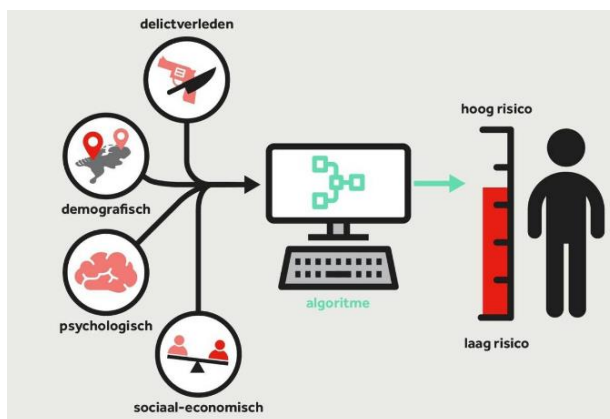 delictverleden
demografisch
psychologisch
sociaal-economisch
algoritme
hoog risico
laag risico